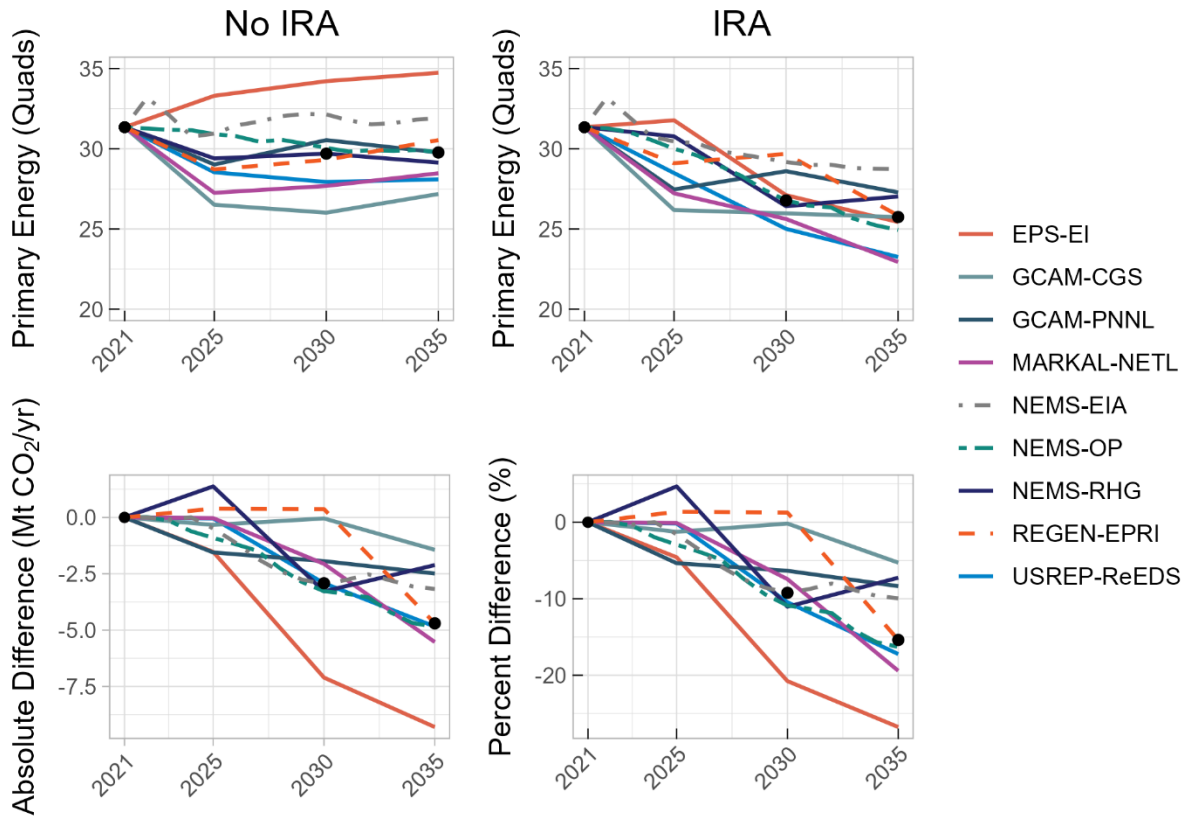 No IRA
IRA
Primary Energy (Quads)
35
30
25
20
2021
2025
2030
2035
Primary Energy (Quads)
35
30
25
20
2021
2025
2030
2035
EPS-EI
GCAM-CGS
GCAM-PNNL
MARKAL-NETL
NEMS-EIA
NEMS-OP
NEMS-RHG
REGEN-EPRI
USREP-ReEDS
Absolute Difference (Mt CO₂/yr)
0.0
-2.5
-5.0
-7.5
2021
2025
2030
2035
Percent Difference (%)
0
-10
-20
2021
2025
2030
2035